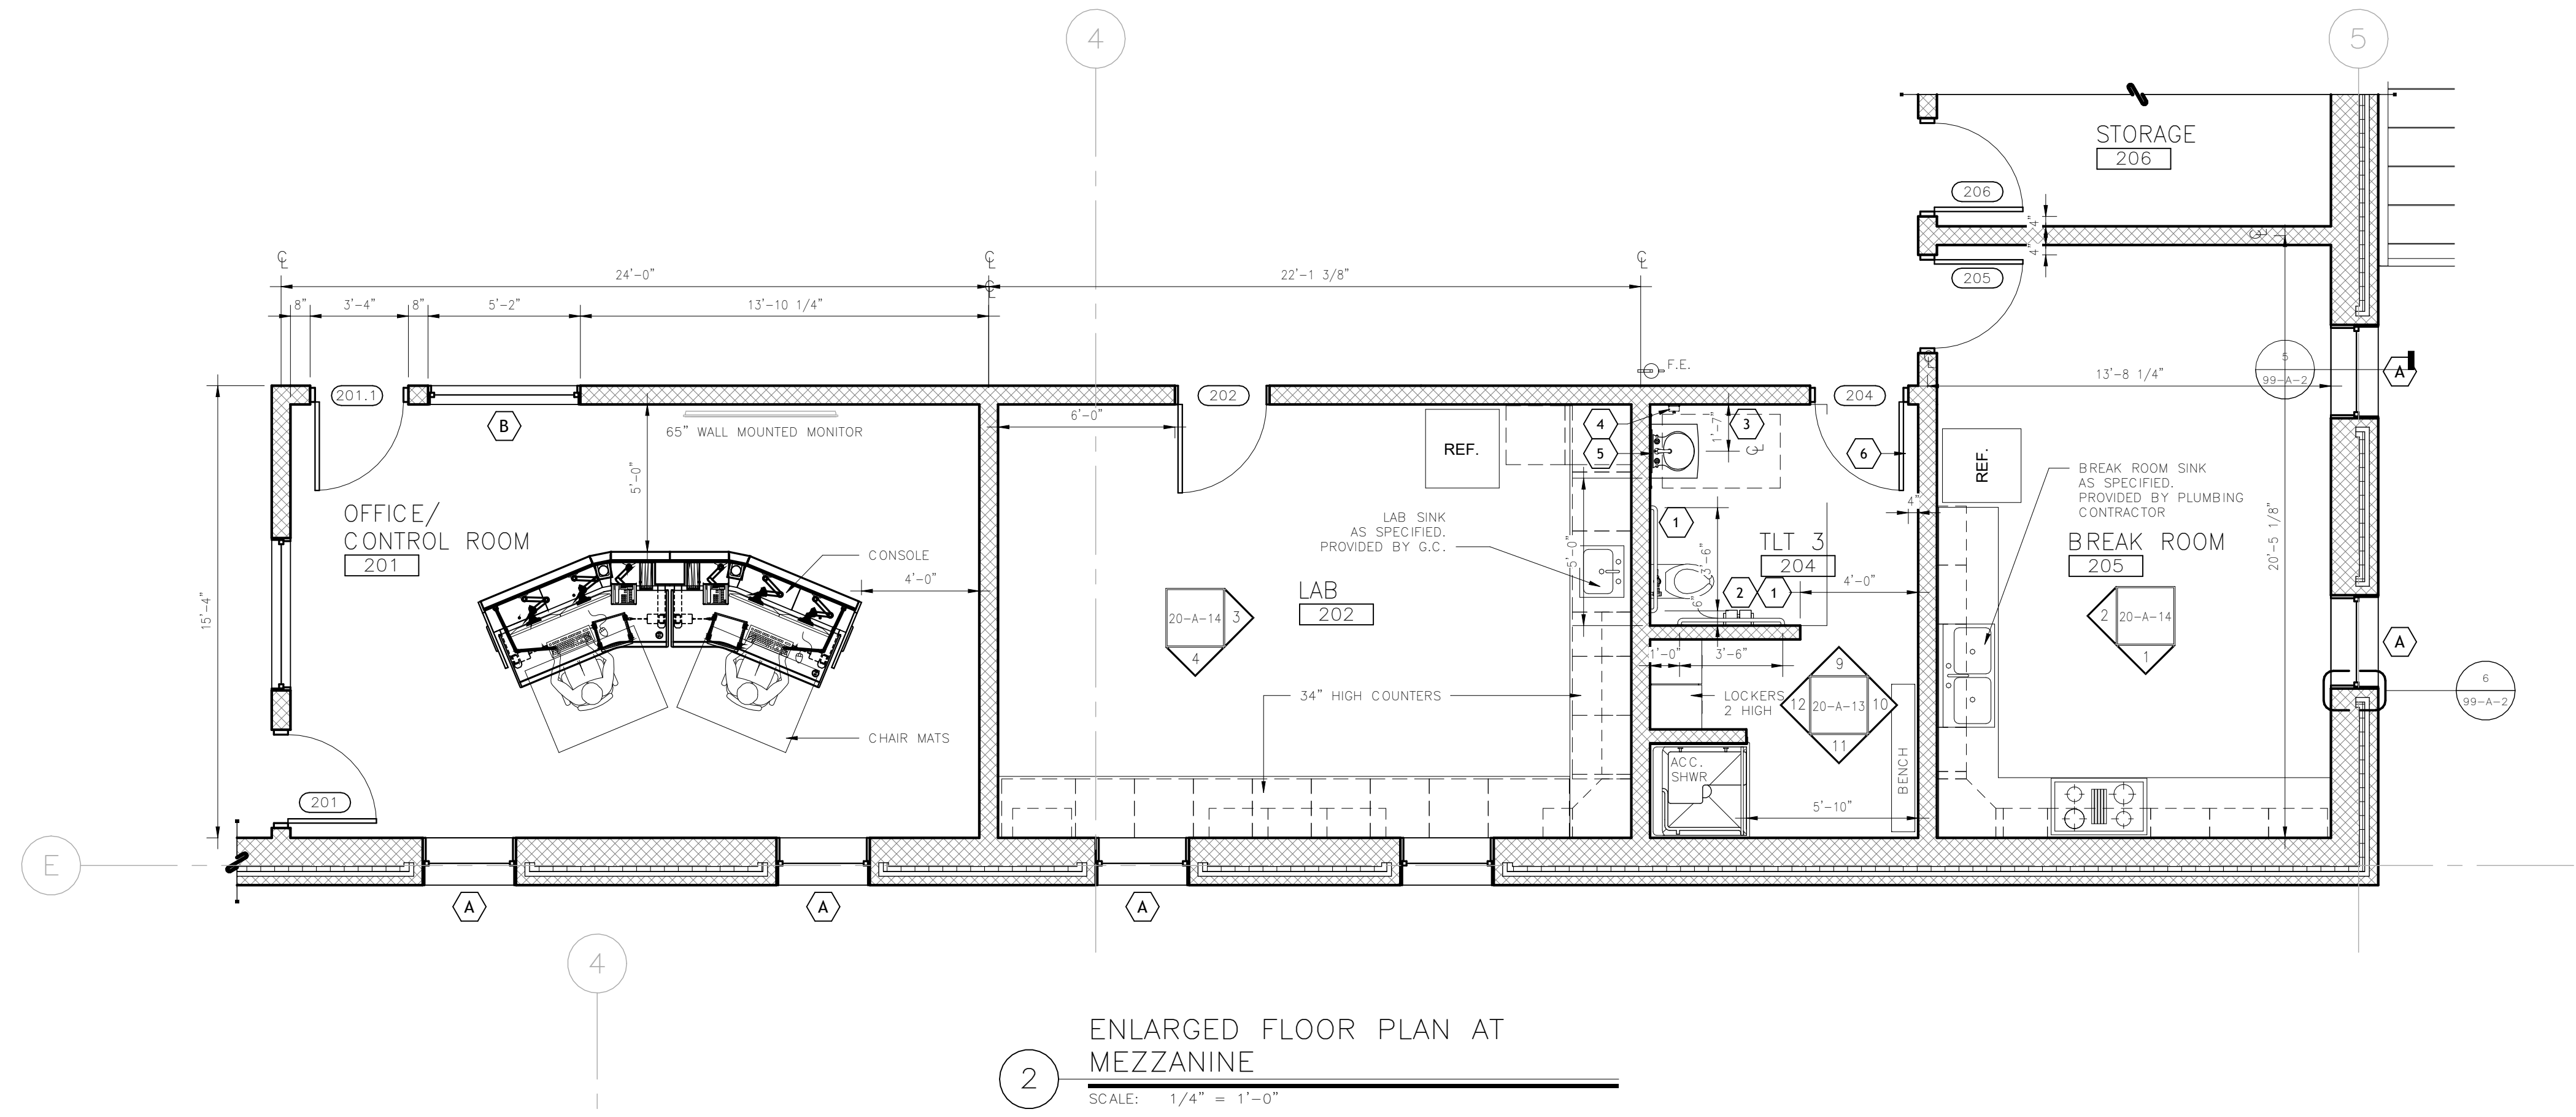 4
5
STORAGE
206
206
4"
4"
℄
205
℄
℄
℄
24'-0"
22'-1 3/8"
8"
3'-4"
8"
5'-2"
13'-10 1/4"
F.E.
5
99-A-2
A
13'-8 1/4"
℄
201.1
202
204
B
65" WALL MOUNTED MONITOR
6'-0"
REF.
4
5
3
1'-7"
℄
6
REF.
5'-0"
BREAK ROOM SINK
AS SPECIFIED.
PROVIDED BY PLUMBING
CONTRACTOR
OFFICE/
CONTROL ROOM
201
LAB SINK
AS SPECIFIED.
PROVIDED BY G.C.
5'-0"
1
3'-6"
4"
TLT 3
204
BREAK ROOM
205
20'-5 1/8"
CONSOLE
4'-0"
15'-4"
LAB
202
20-A-14
3
4
6"
2
1
4'-0"
2
20-A-14
1
A
1'-0"
3'-6"
34" HIGH COUNTERS
LOCKERS
2 HIGH
9
12
20-A-13
10
11
6
99-A-2
CHAIR MATS
ACC.
SHWR
BENCH
5'-10"
201
E
A
A
A
4
2
ENLARGED FLOOR PLAN AT
MEZZANINE
SCALE: 1/4" = 1'-0"